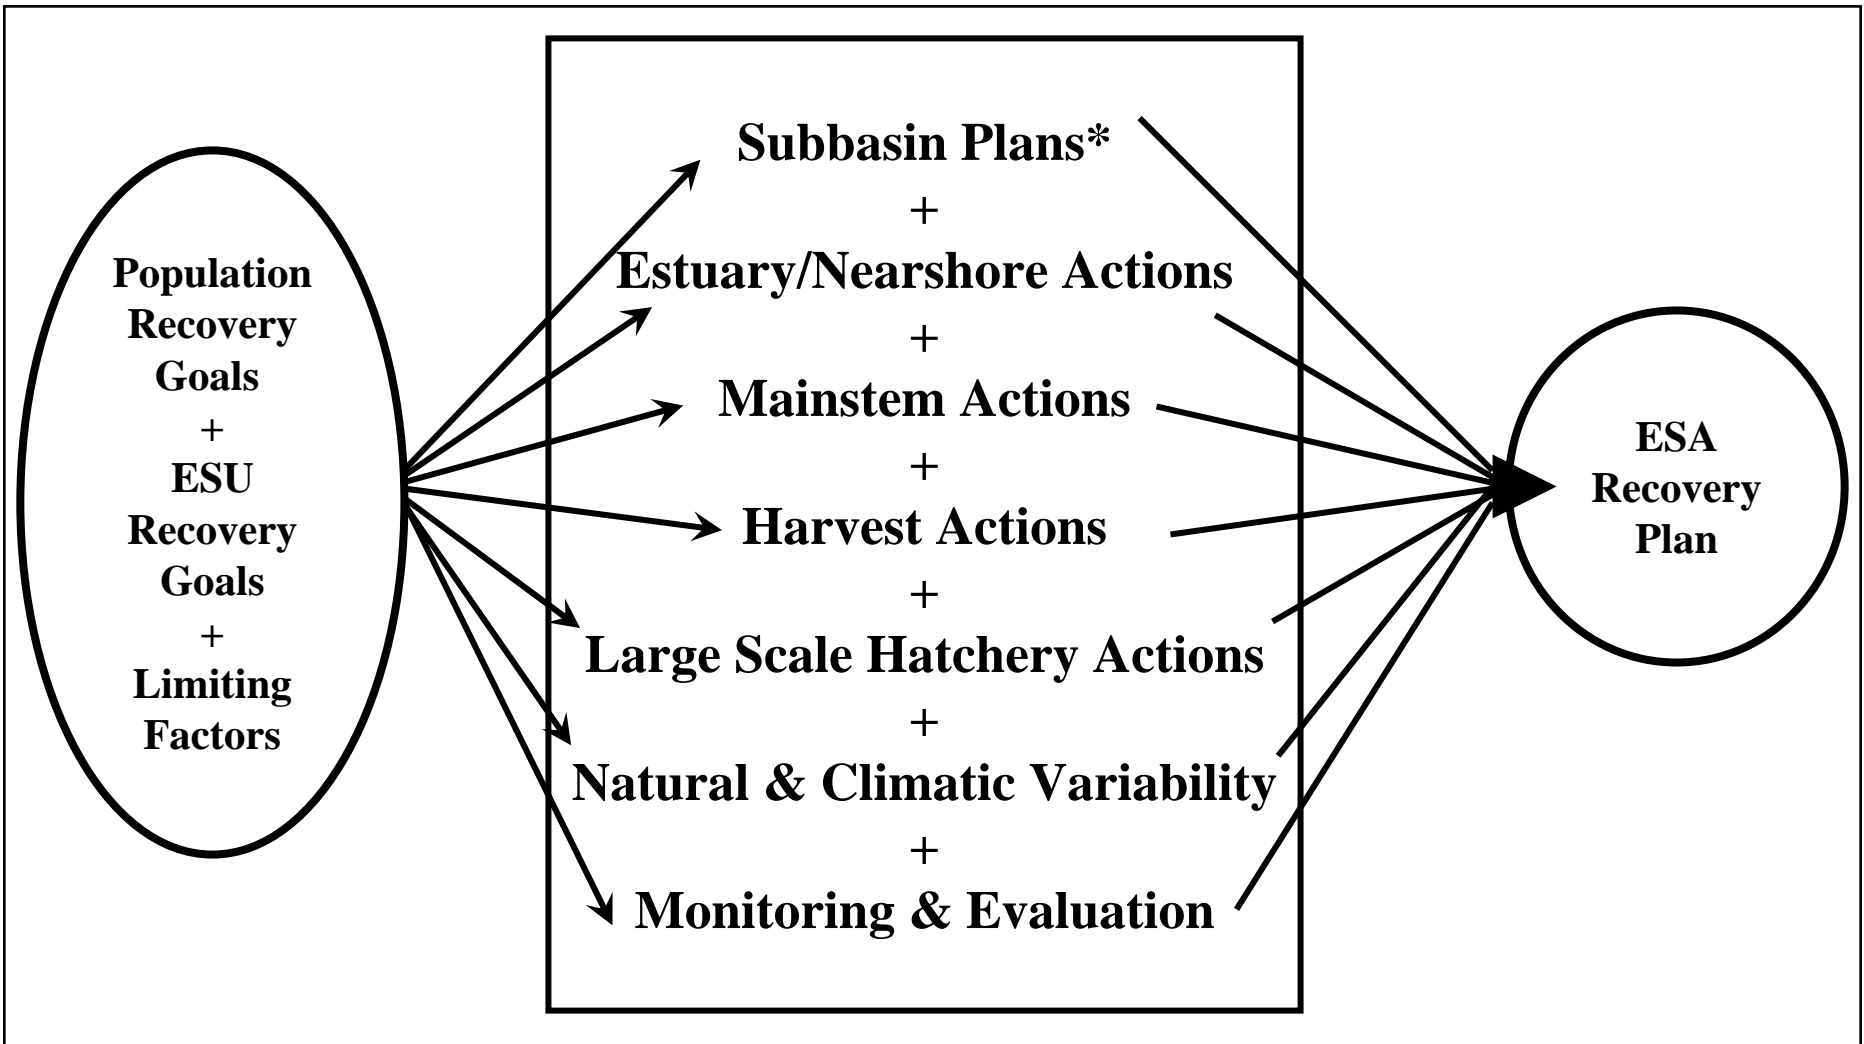 Population
Recovery
Goals
+
ESU
Recovery
Goals
+
Limiting
Factors
Subbasin Plans*
+
Estuary/Nearshore Actions
+
Mainstem Actions
+
Harvest Actions
+
Large Scale Hatchery Actions
+
Natural & Climatic Variability
+
Monitoring & Evaluation
ESA
Recovery
Plan